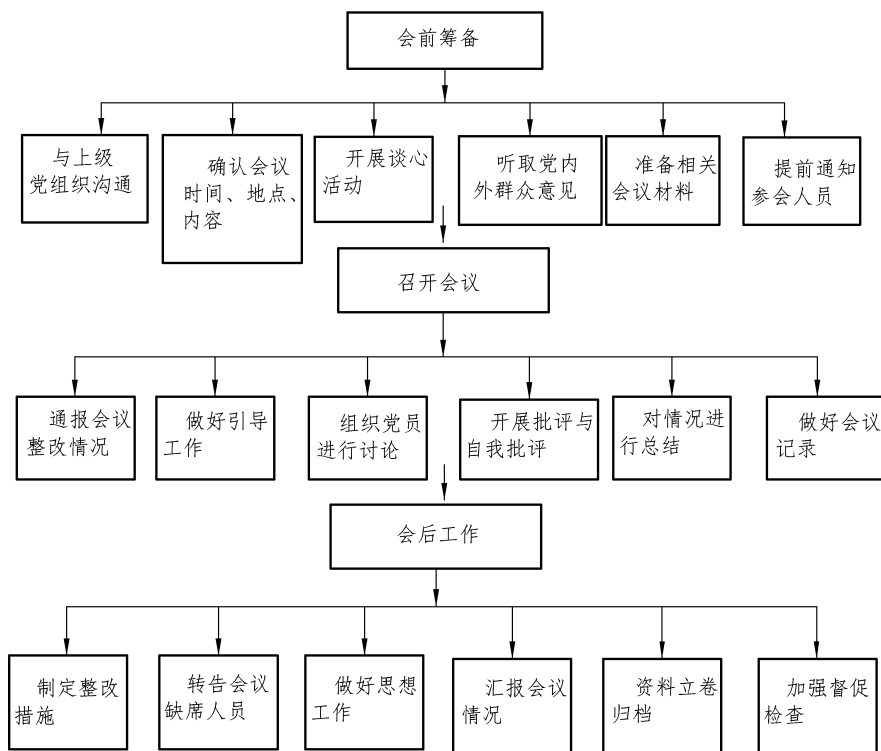 会前筹备
与上级
党组织沟通
确认会议
时间、地点、
内容
开展谈心
活动
听取党内
外群众意见
准备相关
会议材料
提前通知
参会人员
召开会议
通报会议
整改情况
做好引导
工作
组织党员
进行讨论
开展批评与
自我批评
对情况进
行总结
做好会议
记录
会后工作
制定整改
措施
转告会议
缺席人员
做好思想
工作
汇报会议
情况
资料立卷
归档
加强督促
检查